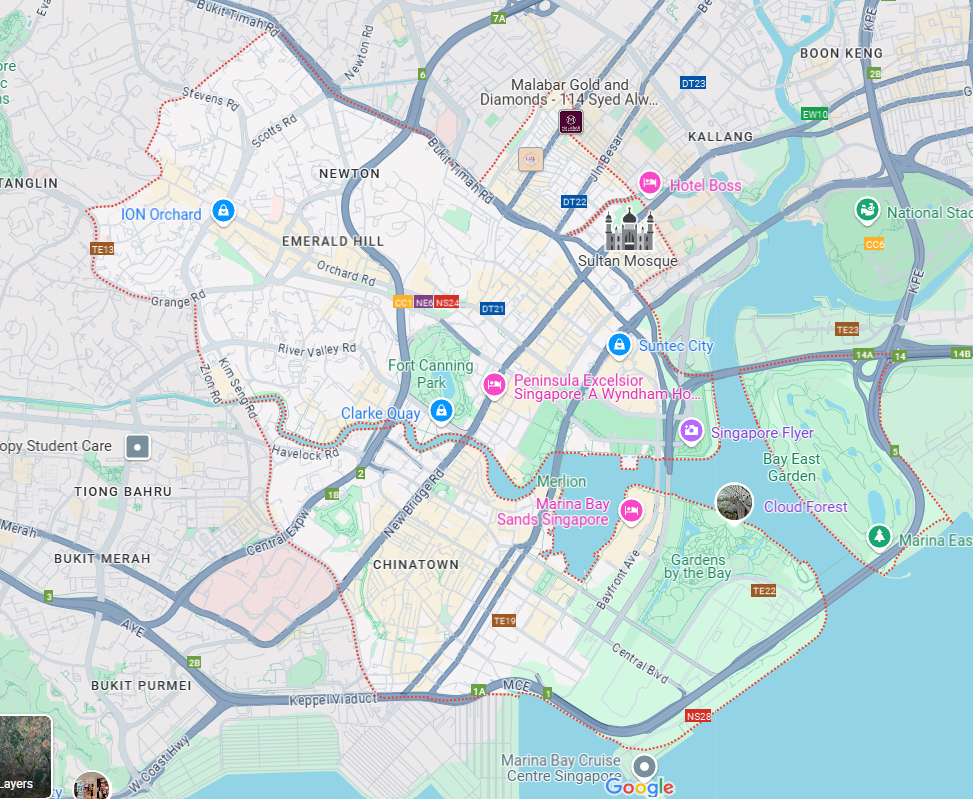 Bukit Timah Rd
7A
Newton Rd
KPE
BOON KENG
6
2B
DT23
Malabar Gold and
Diamonds - 114 Syed Alw...
Stevens Rd
EW10
Scotts Rd
KALLANG
Bukit Timah Rd
Jln Besar
NEWTON
TANGLIN
Hotel Boss
DT22
ION Orchard
National Stad
EMERALD HILL
CC6
TE13
Sultan Mosque
Orchard Rd
KPE
Grange Rd
CC1
NE6
NS24
DT21
TE23
River Valley Rd
Suntec City
14A
14
14B
Fort Canning
Park
Zion Rd
Kim Seng Rd
Peninsula Excelsior
Singapore, A Wyndham Ho...
Clarke Quay
Singapore Flyer
opy Student Care
Havelock Rd
5
Bay East
Garden
2
Merlion
TIONG BAHRU
1B
Marina Bay
Sands Singapore
Cloud Forest
New Bridge Rd
Merah
Central Expw
Marina Eas
BUKIT MERAH
CHINATOWN
Gardens
by the Bay
Bayfront Ave
TE22
3
AYE
TE19
2B
Central Blvd
BUKIT PURMEI
Keppel Viaduct
1A
MCE
1
NS28
W Coast Hwy
Marina Bay Cruise
Centre Singapore
Layers
Google